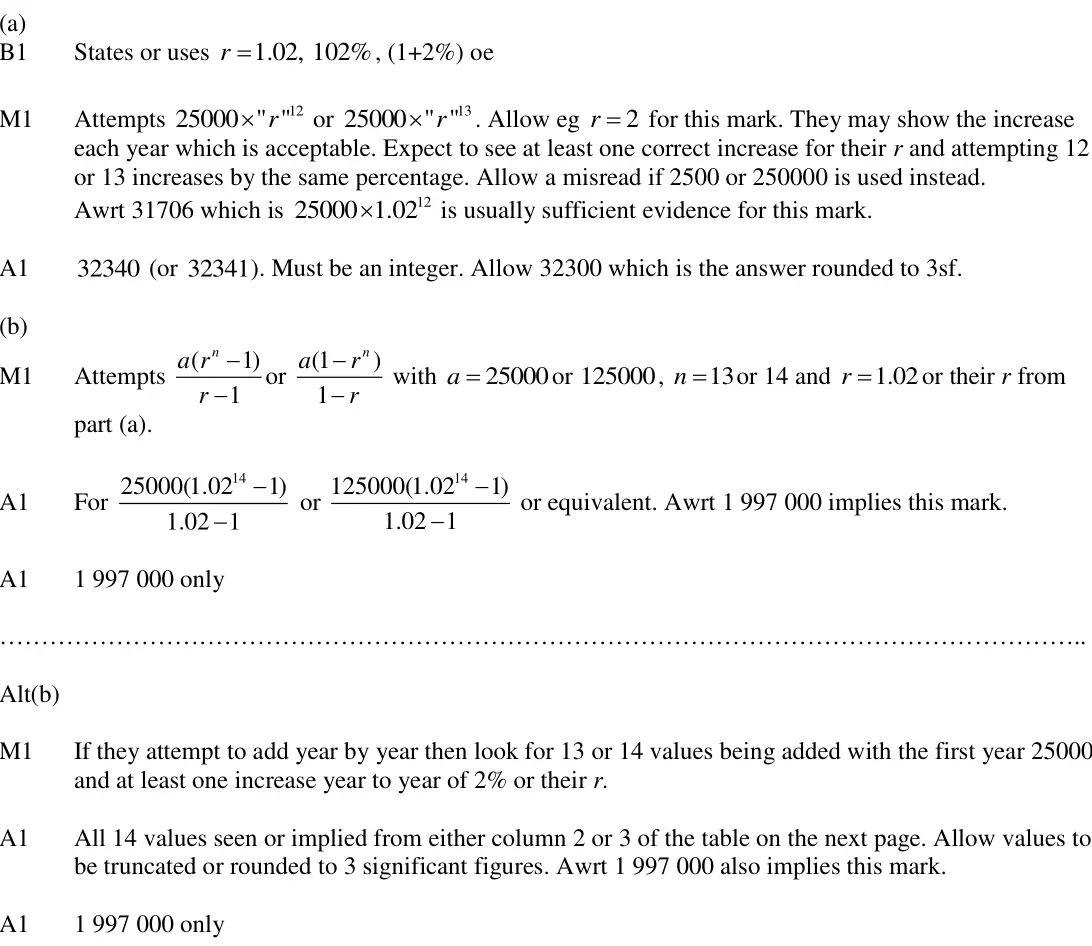 (a)
B1 States or uses r = 1.02, 102%, (1+2%) oe
M1 Attempts 25000×"r"¹² or 25000×"r"¹³. Allow eg r = 2 for this mark. They may show the increase
each year which is acceptable. Expect to see at least one correct increase for their r and attempting 12
or 13 increases by the same percentage. Allow a misread if 2500 or 250000 is used instead.
Awrt 31706 which is 25000×1.02¹² is usually sufficient evidence for this mark.
A1 32340 (or 32341). Must be an integer. Allow 32300 which is the answer rounded to 3sf.
(b)
M1 Attempts a(rⁿ −1)/(r −1) or a(1− rⁿ)/(1− r) with a = 25000 or 125000, n = 13 or 14 and r = 1.02 or their r from
part (a).
A1 For 25000(1.02¹⁴ −1)/(1.02 −1) or 125000(1.02¹⁴ −1)/(1.02 −1) or equivalent. Awrt 1 997 000 implies this mark.
A1 1 997 000 only
…………………………………………………………………………………………………………………..
Alt(b)
M1 If they attempt to add year by year then look for 13 or 14 values being added with the first year 25000
and at least one increase year to year of 2% or their r.
A1 All 14 values seen or implied from either column 2 or 3 of the table on the next page. Allow values to
be truncated or rounded to 3 significant figures. Awrt 1 997 000 also implies this mark.
A1 1 997 000 only